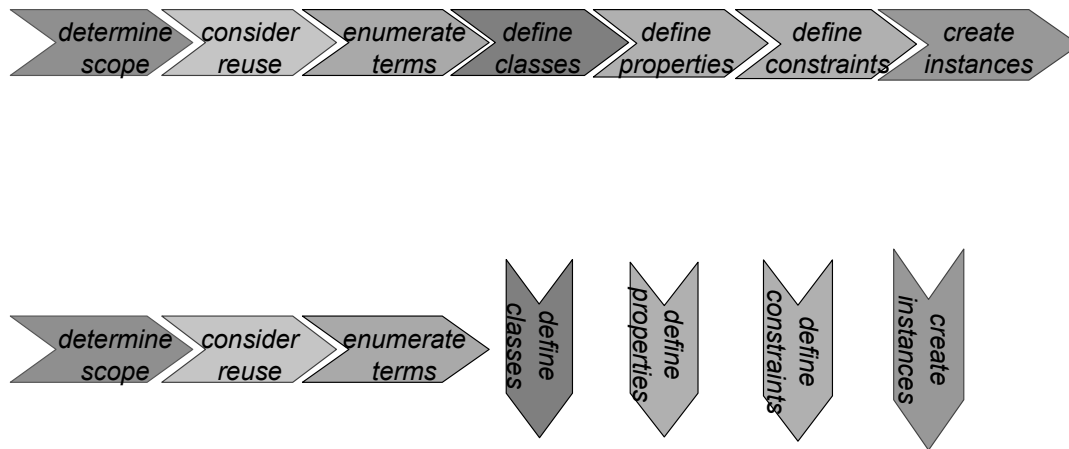 determine
scope
consider
reuse
enumerate
terms
define
classes
define
properties
define
constraints
create
instances
determine
scope
consider
reuse
enumerate
terms
define
classes
define
properties
define
constraints
create
instances